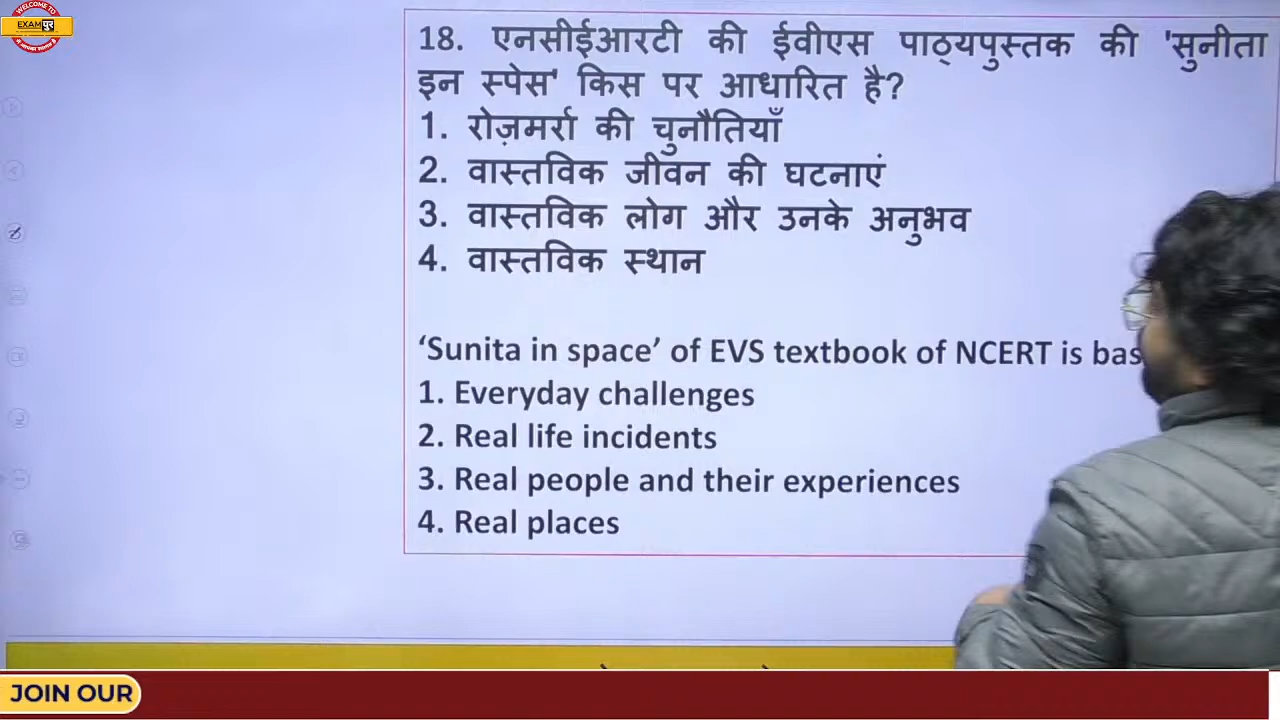 WELCOME TO
EXAMपुर
18. एनसीईआरटी की ईवीएस पाठ्यपुस्तक की 'सुनीता
इन स्पेस' किस पर आधारित है?
1. रोज़मर्रा की चुनौतियाँ
2. वास्तविक जीवन की घटनाएं
3. वास्तविक लोग और उनके अनुभव
4. वास्तविक स्थान
‘Sunita in space’ of EVS textbook of NCERT is bas
1. Everyday challenges
2. Real life incidents
3. Real people and their experiences
4. Real places
JOIN OUR